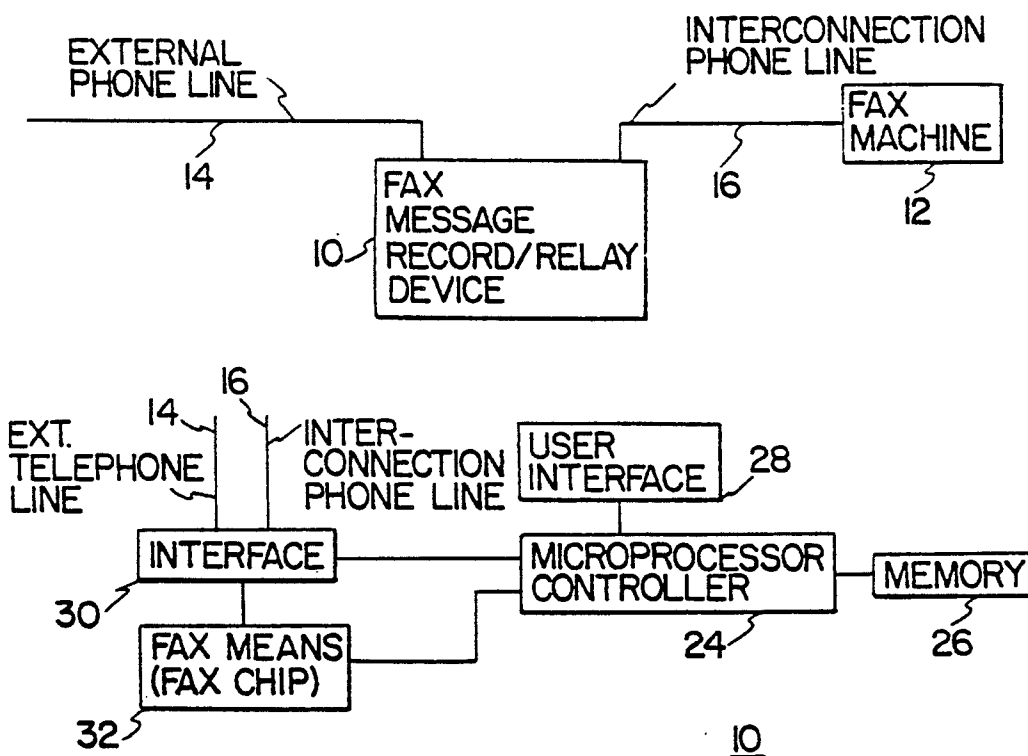 EXTERNAL
PHONE LINE
INTERCONNECTION
PHONE LINE
FAX
MACHINE
14
16
12
FAX
MESSAGE
RECORD/RELAY
DEVICE
10
14
16
EXT.
TELEPHONE
LINE
INTER-
CONNECTION
PHONE LINE
USER
INTERFACE
28
INTERFACE
30
MICROPROCESSOR
CONTROLLER
24
MEMORY
26
FAX MEANS
(FAX CHIP)
32
10